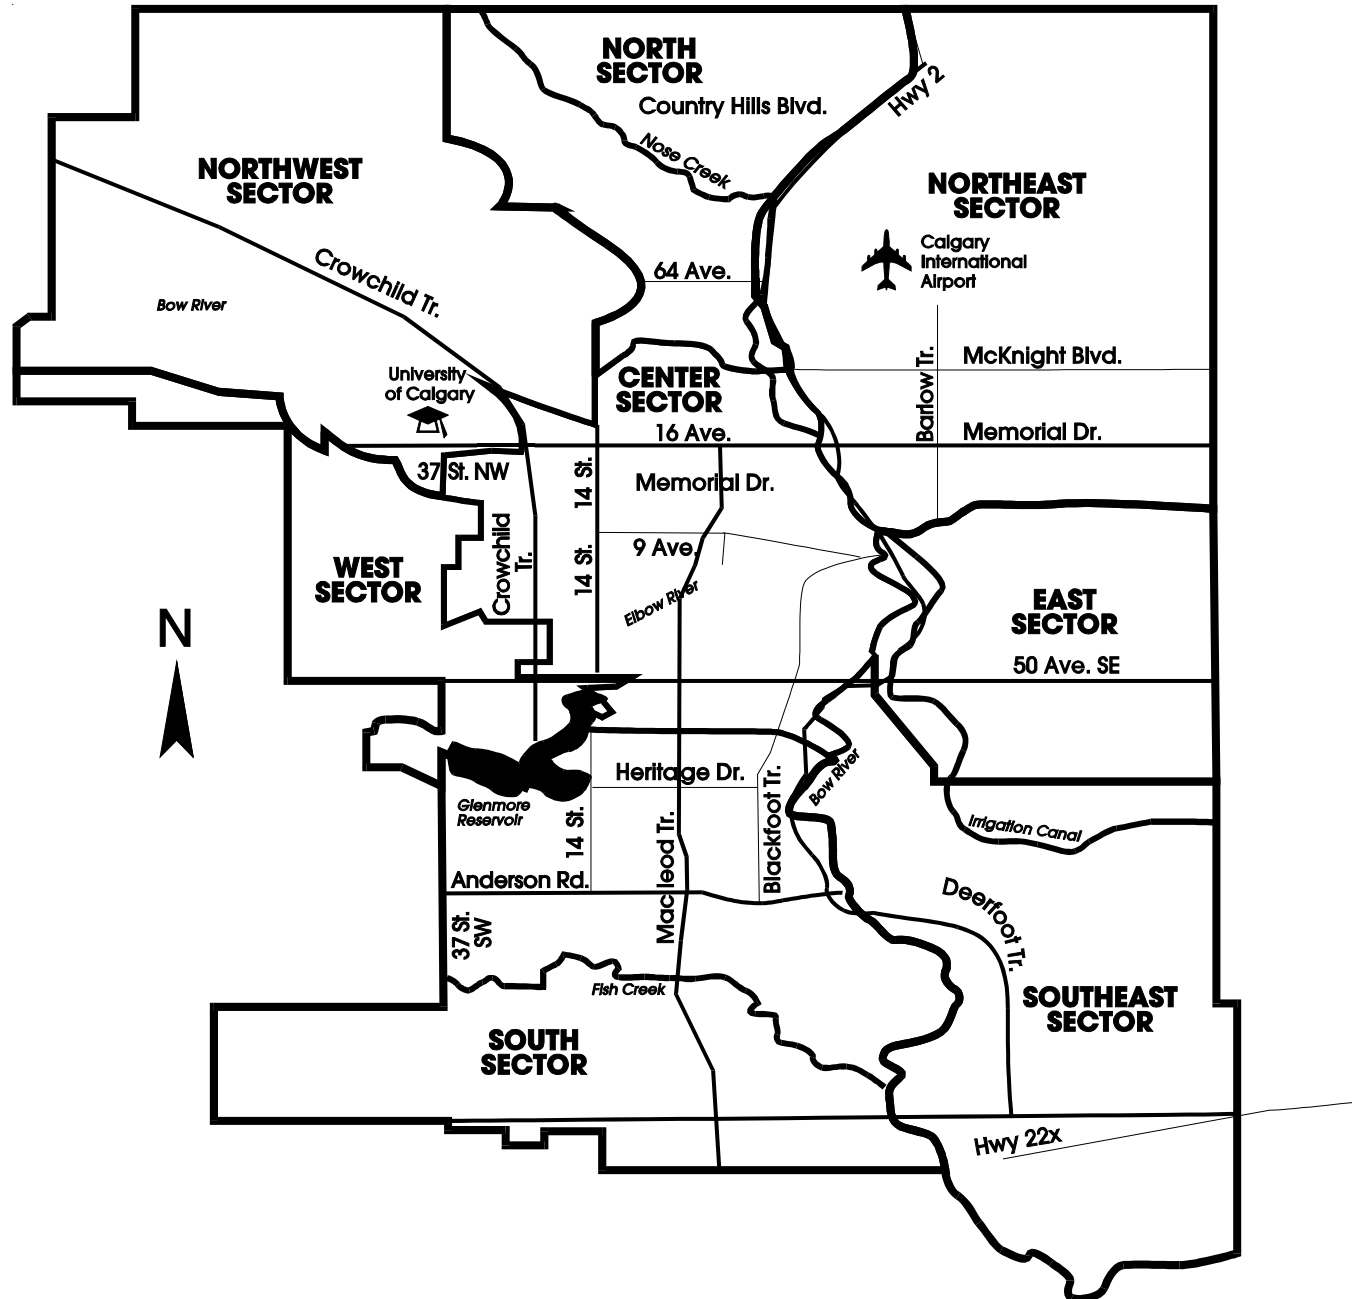 NORTH
SECTOR
Country Hills Blvd.
Hwy 2
Nose Creek
NORTHWEST
SECTOR
NORTHEAST
SECTOR
Calgary
International
Airport
Crowchild Tr.
64 Ave.
Bow River
McKnight Blvd.
Barlow Tr.
University
of Calgary
CENTER
SECTOR
16 Ave.
Memorial Dr.
37 St. NW
14 St.
Memorial Dr.
Crowchild
Tr.
14 St.
9 Ave.
WEST
SECTOR
Elbow River
EAST
SECTOR
N
50 Ave. SE
Heritage Dr.
Bow River
Glenmore
Reservoir
14 St.
Macleod Tr.
Blackfoot Tr.
Irrigation Canal
Anderson Rd.
Deerfoot Tr.
37 St.
SW
Fish Creek
SOUTHEAST
SECTOR
SOUTH
SECTOR
Hwy 22x